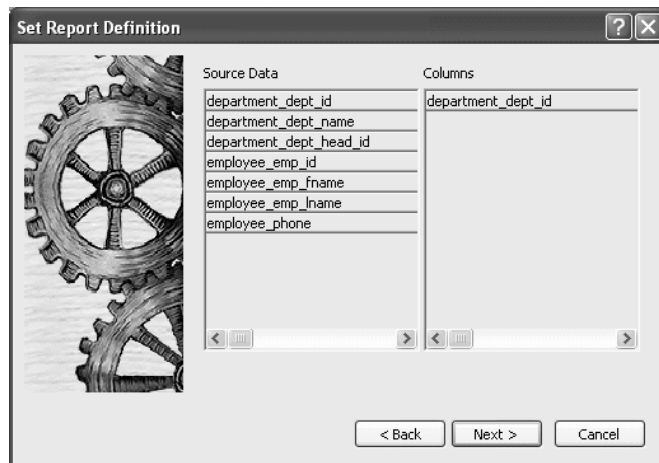 Set Report Definition
Source Data
department_dept_id
department_dept_name
department_dept_head_id
employee_emp_id
employee_emp_fname
employee_emp_lname
employee_phone
Columns
department_dept_id
< Back
Next >
Cancel